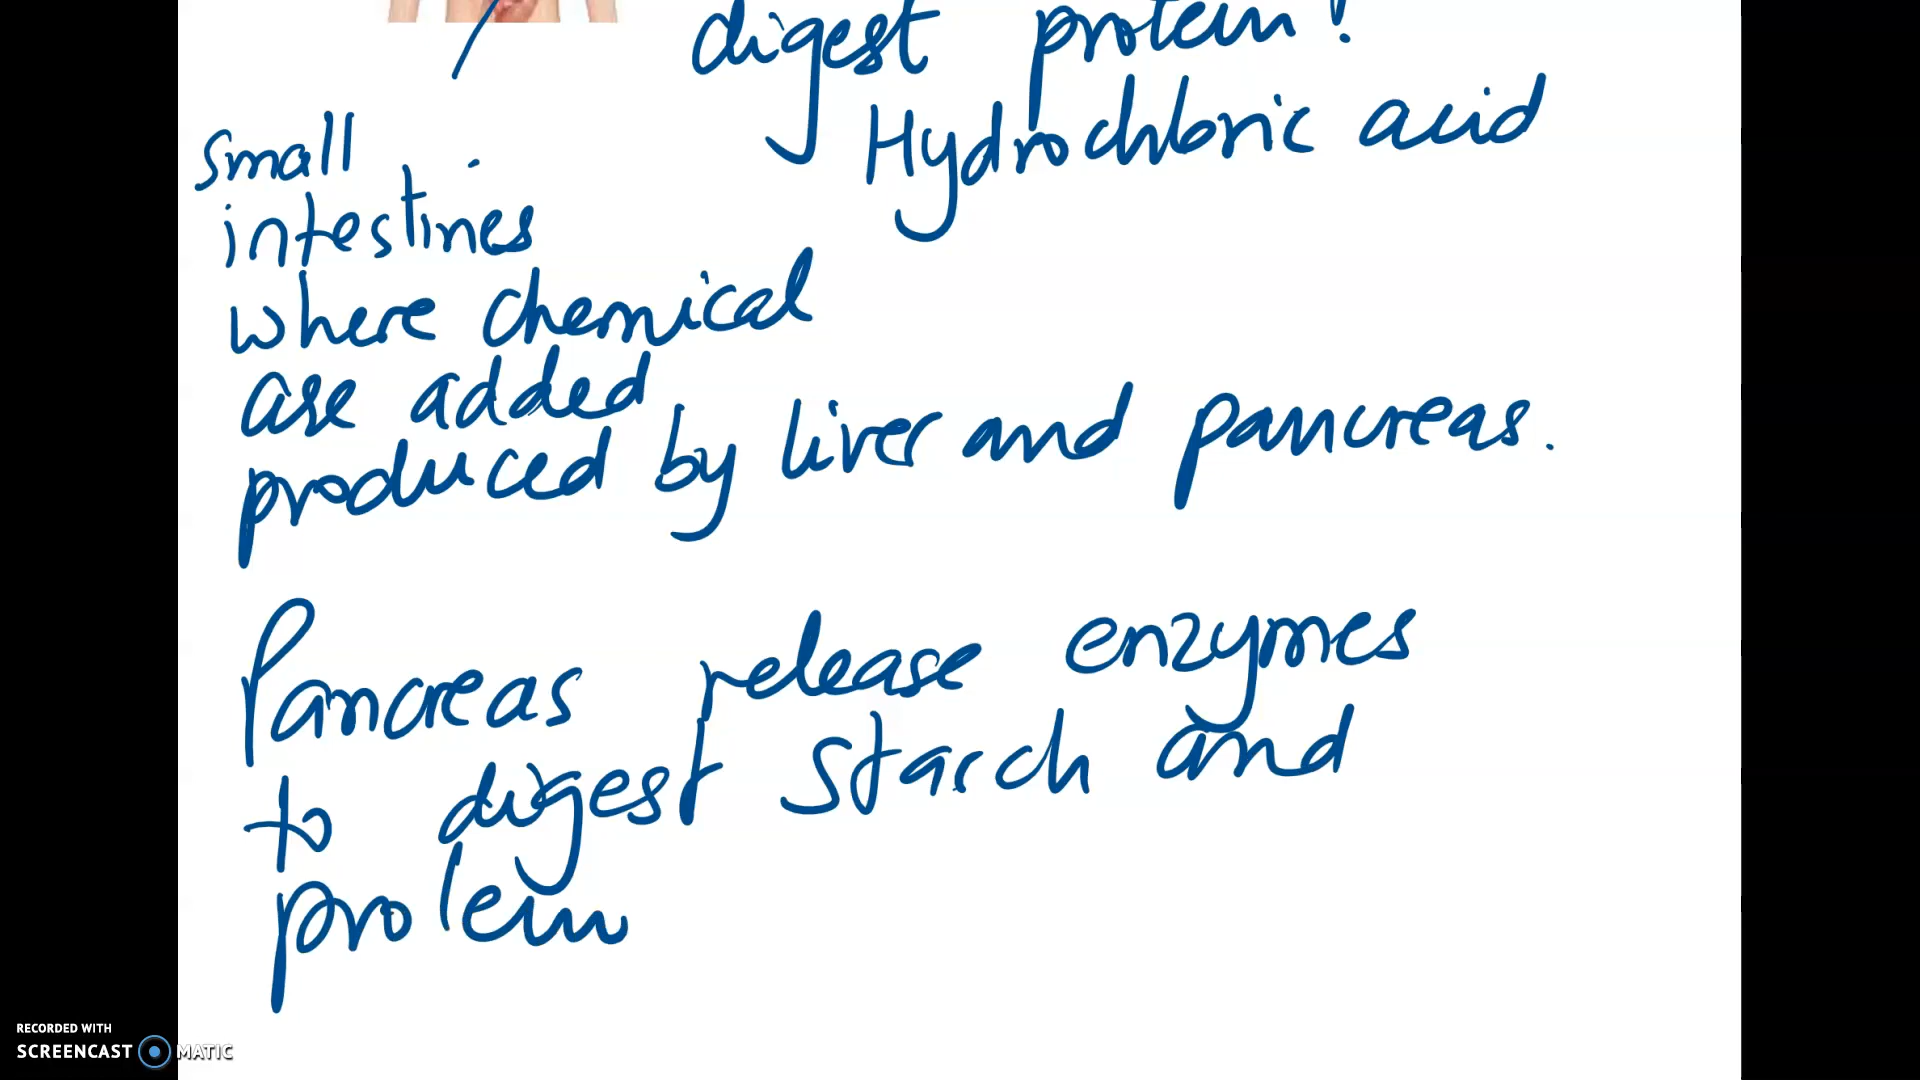 digest protein?
Hydrochloric acid
small
intestines
where chemical
are added
produced by liver and pancreas.
Pancreas release enzymes
to digest starch and
protein
RECORDED WITH
SCREENCAST MATIC